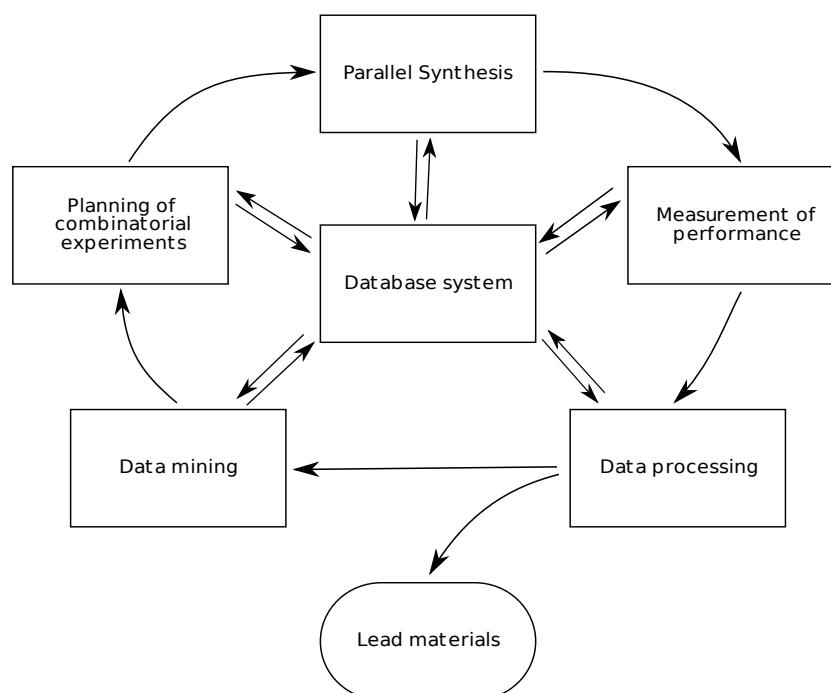 Parallel Synthesis
Planning of
combinatorial
experiments
Measurement of
performance
Database system
Data mining
Data processing
Lead materials